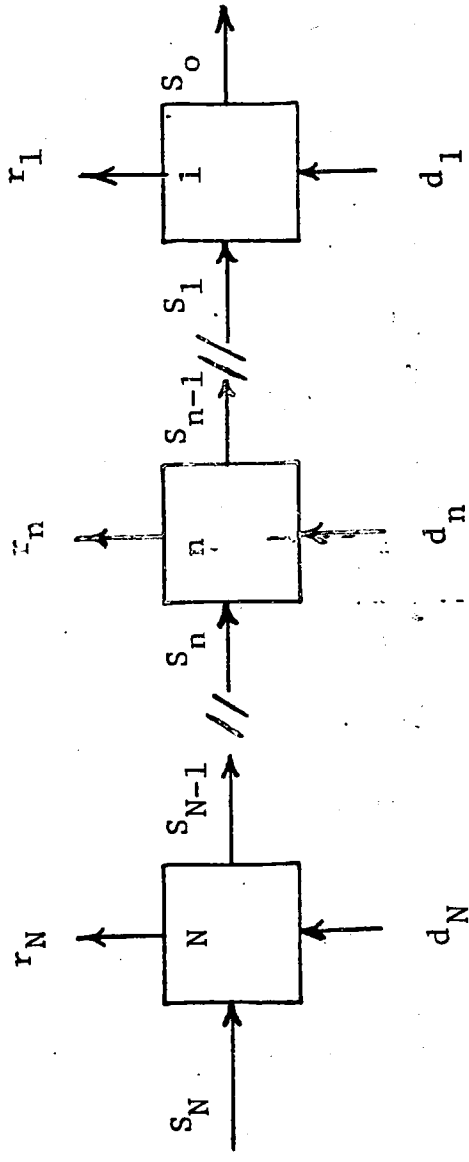 r_N r_n r_1
S_N N S_{N-1} S_n n S_{n-1} S_1 1 S_o
d_N d_n d_1